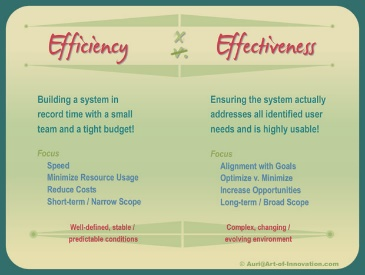 Efficiency
Effectiveness
Building a system in
record time with a small
team and a tight budget!
Focus
Speed
Minimize Resource Usage
Reduce Costs
Short-term / Narrow Scope
Well-defined, stable /
predictable conditions
Ensuring the system actually
addresses all identified user
needs and is highly usable!
Focus
Alignment with Goals
Optimize v. Minimize
Increase Opportunities
Long-term / Broad Scope
Complex, changing /
evolving environment
© Auri@Art-of-Innovation.com